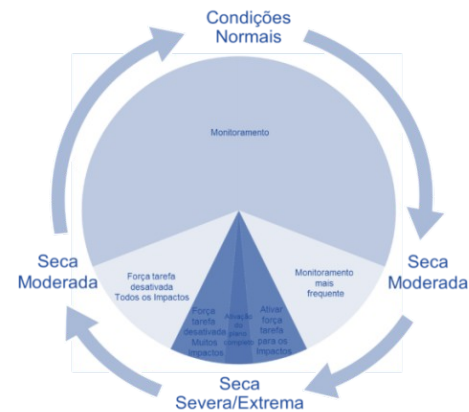 Condições
Normais
Monitoramento
Seca
Moderada
Força tarefa
desativada
Todos os Impactos
Monitoramento
mais
frequente
Seca
Moderada
Força
tarefa
desativada
Muitos
impactos
Ativação
do
plano
completo
Ativar
força
tarefa
para os
Impactos
Seca
Severa/Extrema